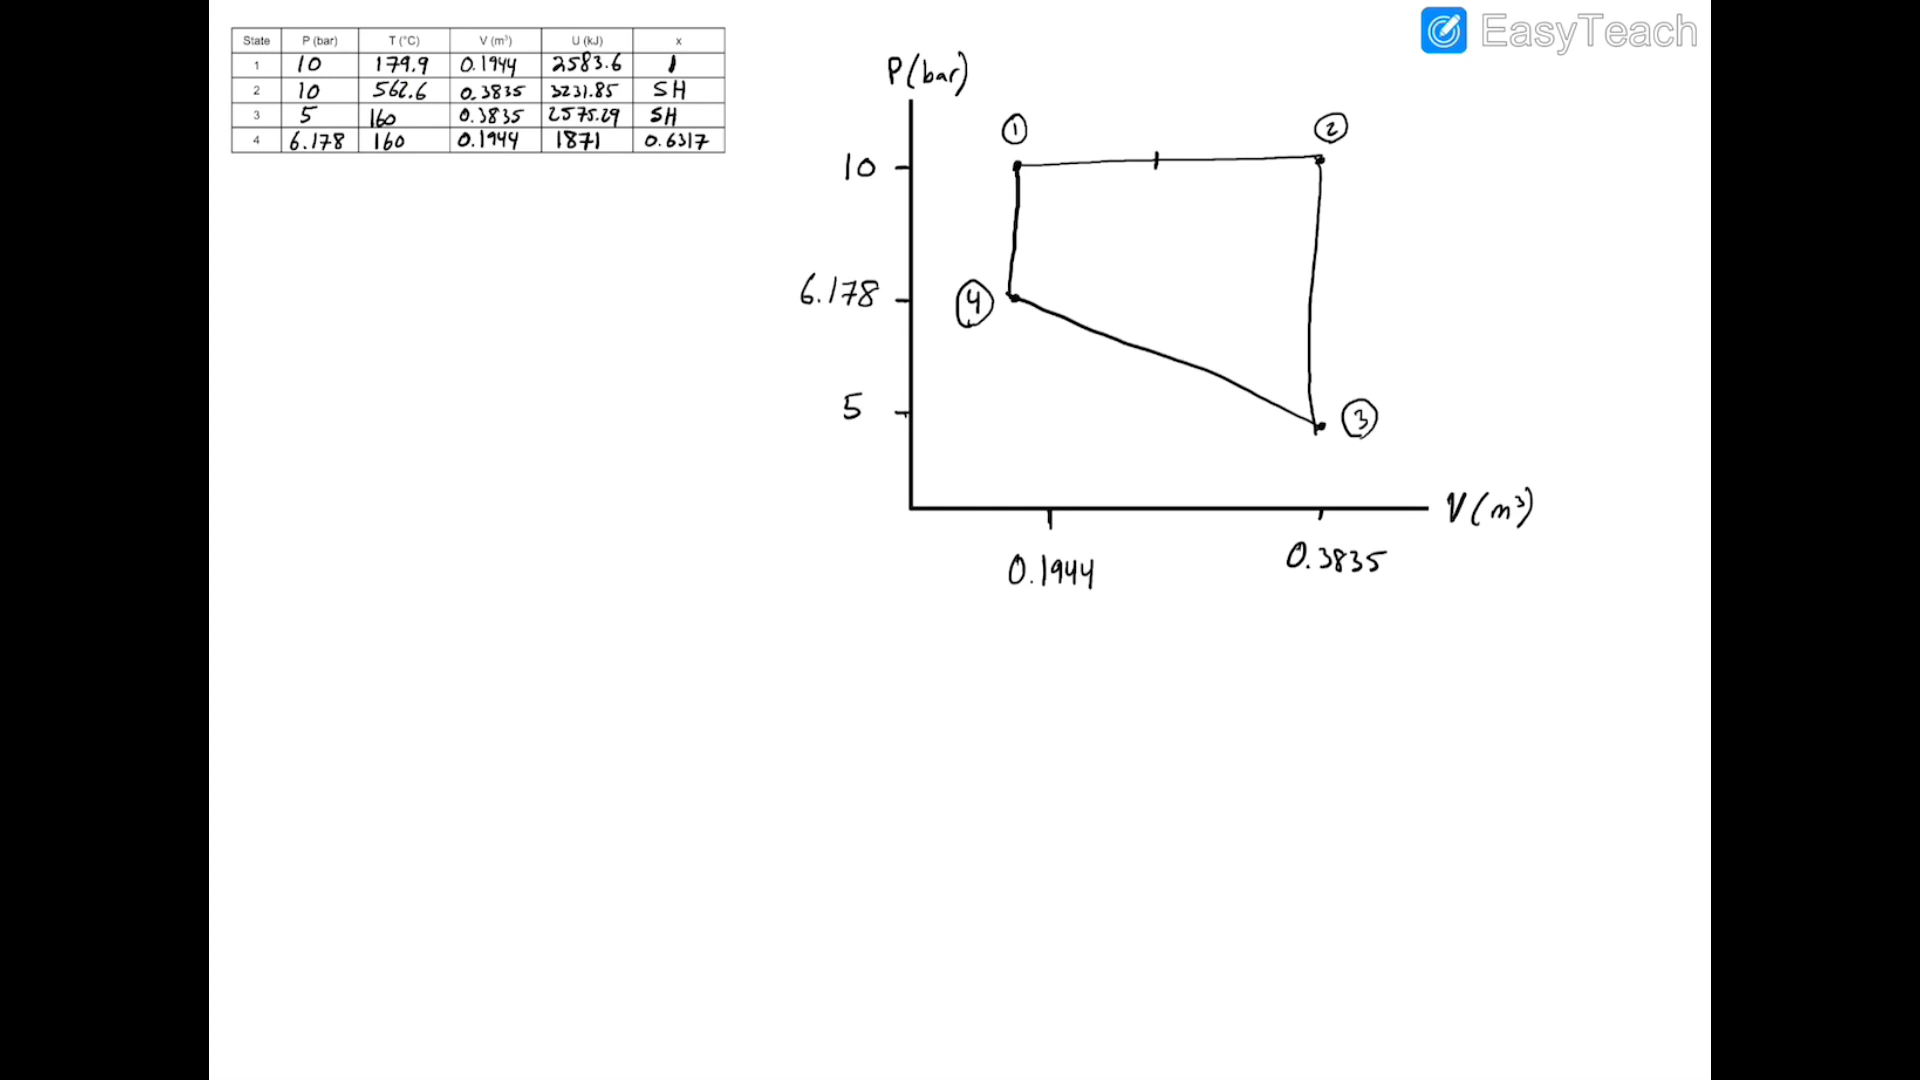 EasyTeach
State P (bar) T (°C) V (m³) U (kJ) x
1 10 179.9 0.1944 2583.6 1
2 10 562.6 0.3835 3231.85 SH
3 5 160 0.3835 2575.29 SH
4 6.178 160 0.1944 1871 0.6317
P(bar)
1 2
10
6.178 4
5 3
V(m³)
0.1944 0.3835